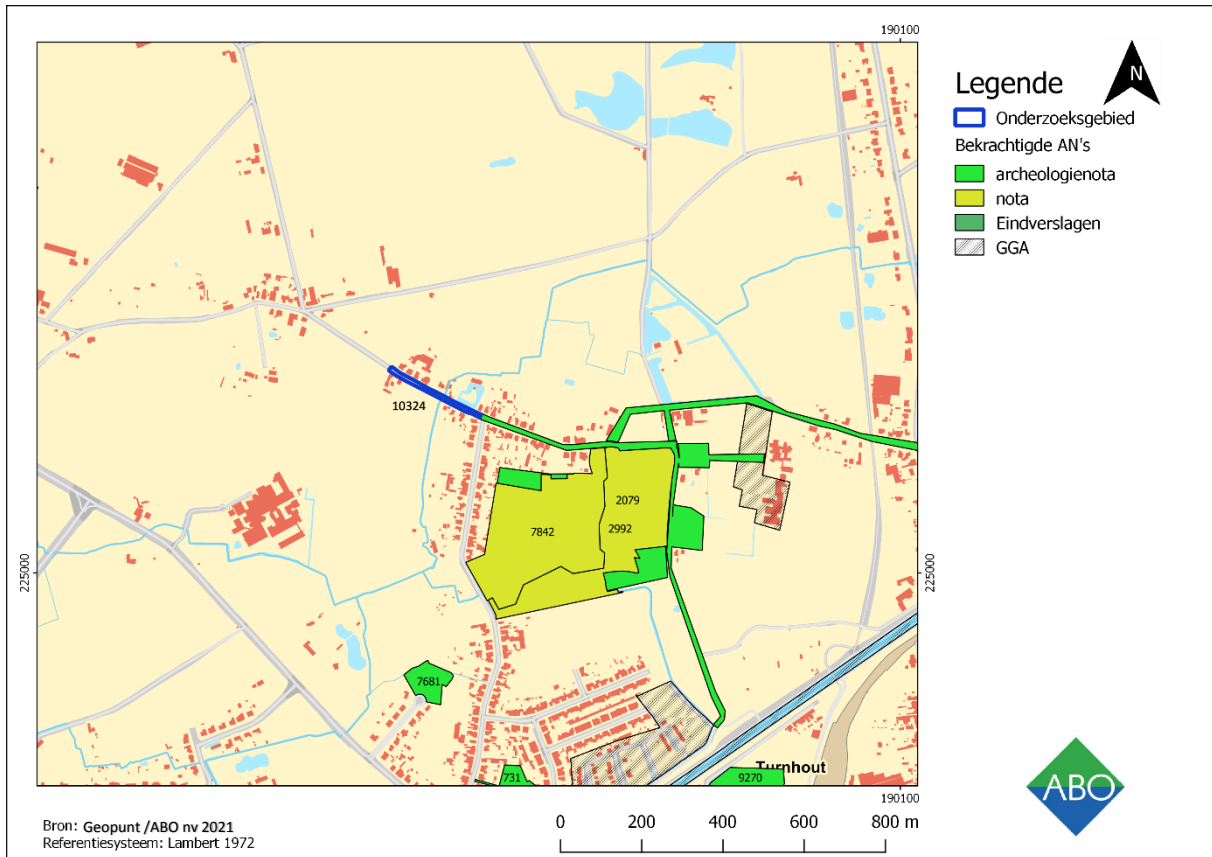 190100
Legende
N
Onderzoeksgebied
Bekrachtigde AN's
archeologienota
nota
Eindverslagen
GGA
10324
2079
7842
2992
225000
225000
7681
731
9270
Turnhout
190100
ABO
Bron: Geopunt /ABO nv 2021
Referentiesysteem: Lambert 1972
0 200 400 600 800 m